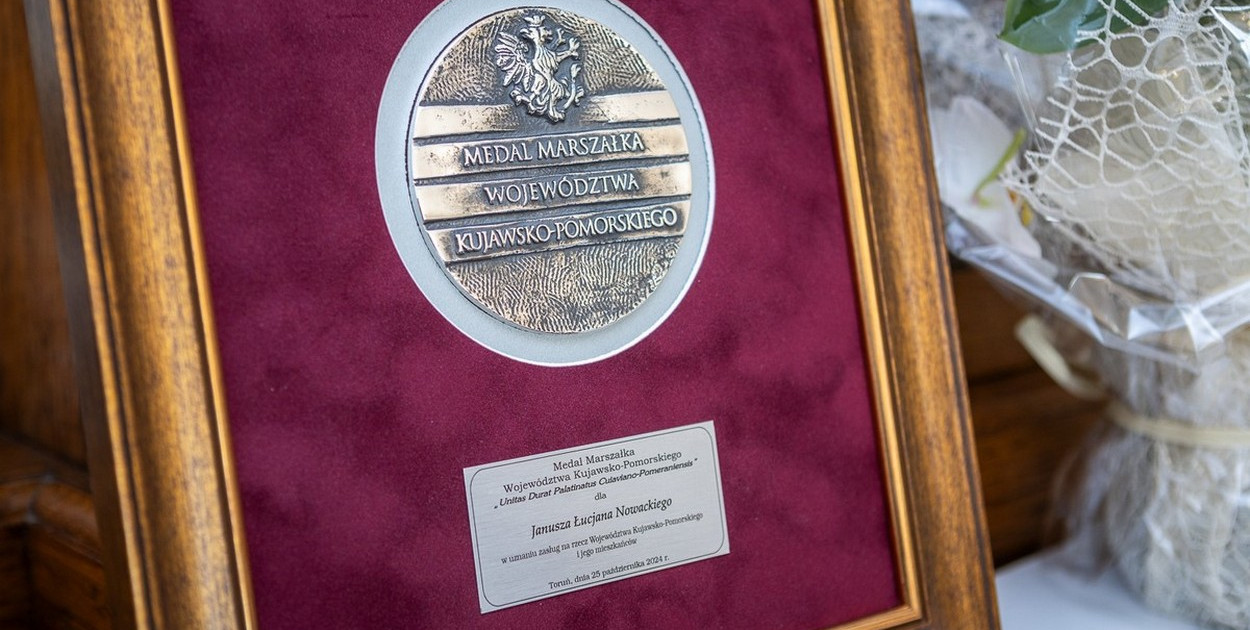 MEDAL MARSZAŁKA
WOJEWÓDZTWA
KUJAWSKO-POMORSKIEGO
Medal Marszałka
Województwa Kujawsko-Pomorskiego
„Unitas Durat Palatinatus Cuiaviano-Pomeraniensis”
dla
Janusza Łucjana Nowackiego
w uznaniu zasług na rzecz Województwa Kujawsko-Pomorskiego
i jego mieszkańców
Toruń, dnia 25 października 2024 r.